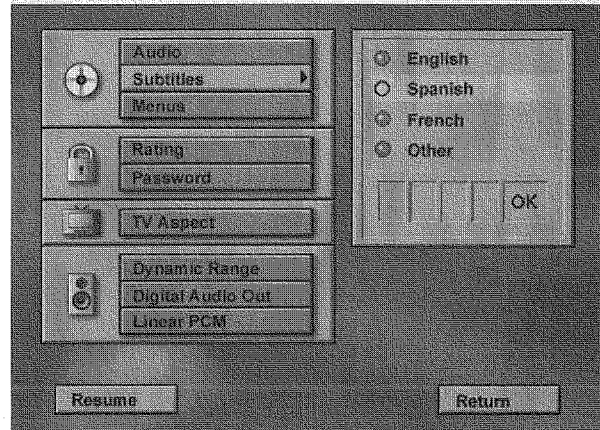 Audio
Subtitles
Menus
Rating
Password
TV Aspect
Dynamic Range
Digital Audio Out
Linear PCM
English
Spanish
French
Other
OK
Resume
Return